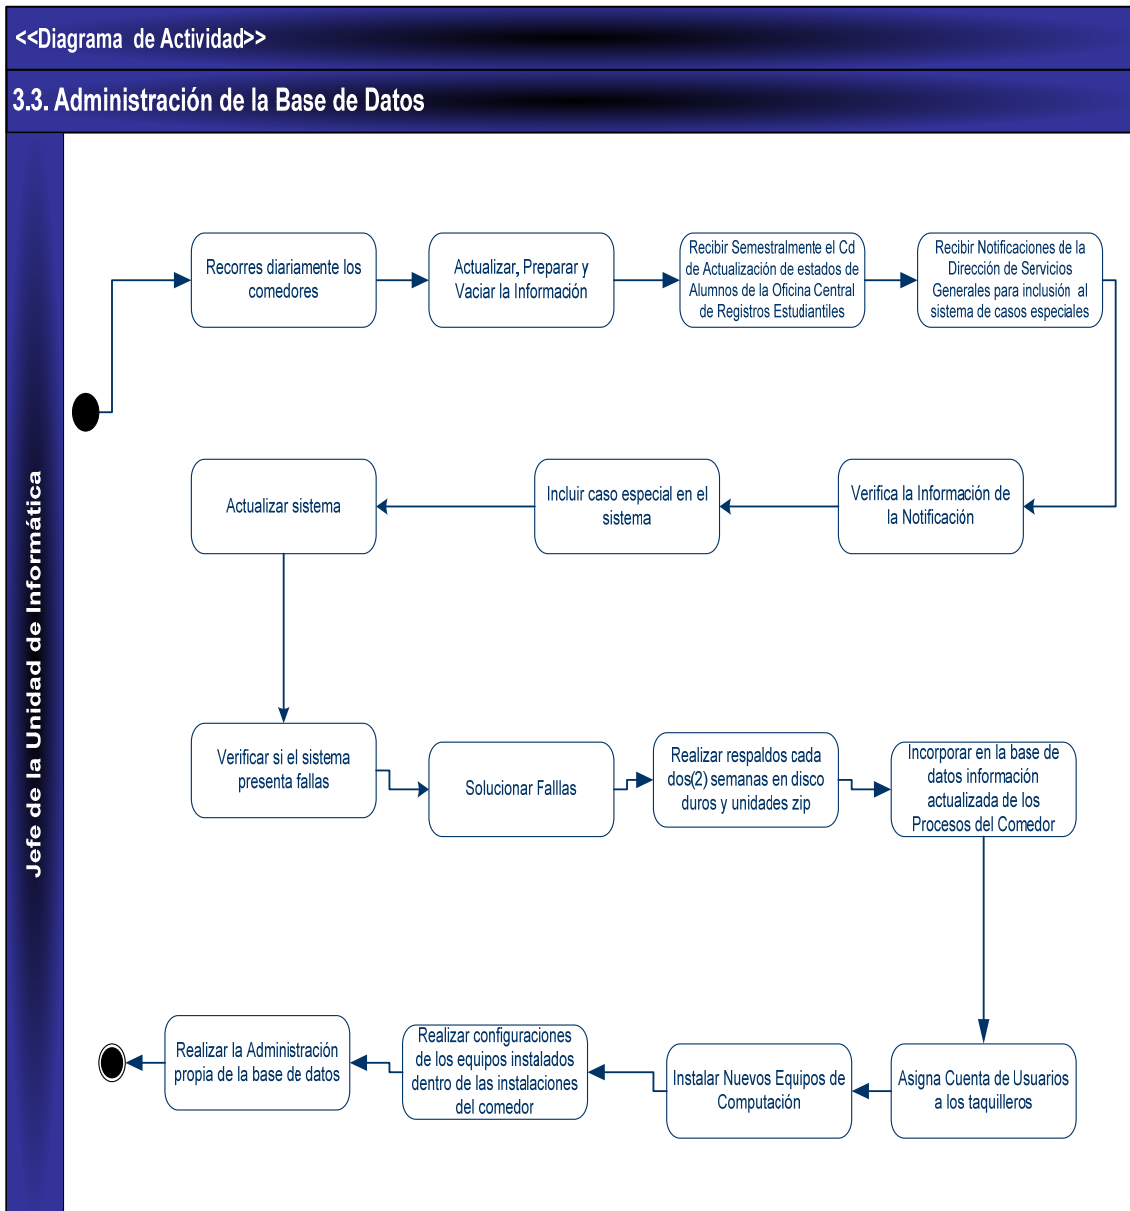 <<Diagrama de Actividad>>
3.3. Administración de la Base de Datos
Jefe de la Unidad de Informática
Recorres diariamente los
comedores
Actualizar, Preparar y
Vaciar la Información
Recibir Semestralmente el Cd
de Actualización de estados de
Alumnos de la Oficina Central
de Registros Estudiantiles
Recibir Notificaciones de la
Dirección de Servicios
Generales para inclusión al
sistema de casos especiales
Verifica la Información de
la Notificación
Incluir caso especial en el
sistema
Actualizar sistema
Verificar si el sistema
presenta fallas
Solucionar Falllas
Realizar respaldos cada
dos(2) semanas en disco
duros y unidades zip
Incorporar en la base de
datos información
actualizada de los
Procesos del Comedor
Asigna Cuenta de Usuarios
a los taquilleros
Instalar Nuevos Equipos de
Computación
Realizar configuraciones
de los equipos instalados
dentro de las instalaciones
del comedor
Realizar la Administración
propia de la base de datos